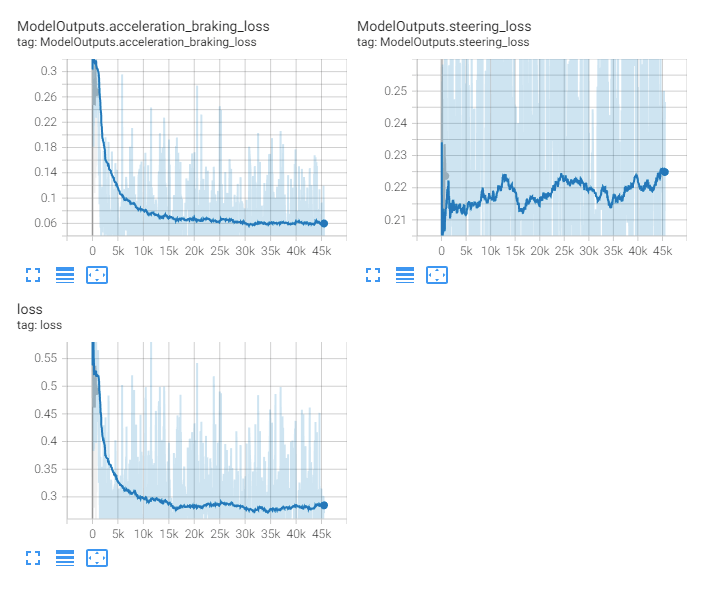 ModelOutputs.acceleration_braking_loss
tag: ModelOutputs.acceleration_braking_loss
0.3
0.26
0.22
0.18
0.14
0.1
0.06
0 5k 10k 15k 20k 25k 30k 35k 40k 45k
ModelOutputs.steering_loss
tag: ModelOutputs.steering_loss
0.25
0.24
0.23
0.22
0.21
0 5k 10k 15k 20k 25k 30k 35k 40k 45k
loss
tag: loss
0.55
0.5
0.45
0.4
0.35
0.3
0 5k 10k 15k 20k 25k 30k 35k 40k 45k